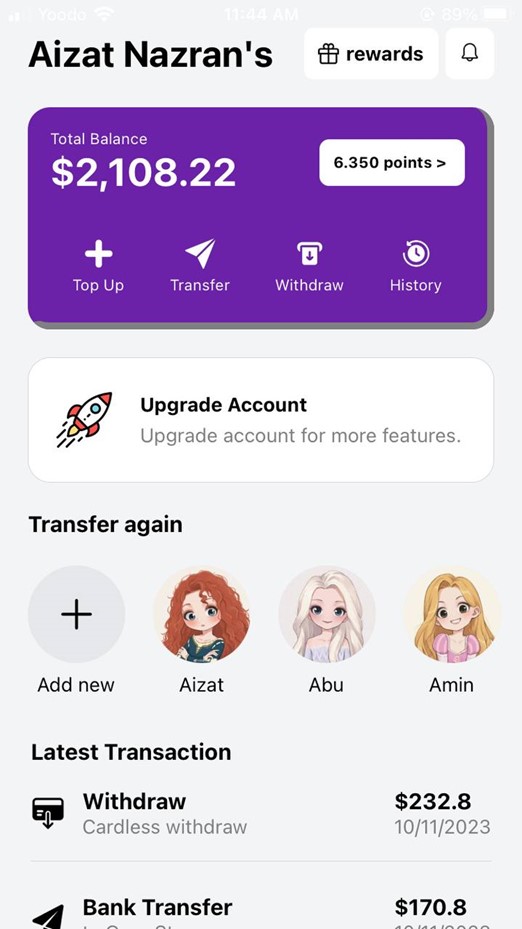 Yoodo 11:44 AM 89%
Aizat Nazran's
rewards
Total Balance
$2,108.22
6.350 points >
Top Up Transfer Withdraw History
Upgrade Account
Upgrade account for more features.
Transfer again
Add new Aizat Abu Amin
Latest Transaction
Withdraw $232.8
Cardless withdraw 10/11/2023
Bank Transfer $170.8